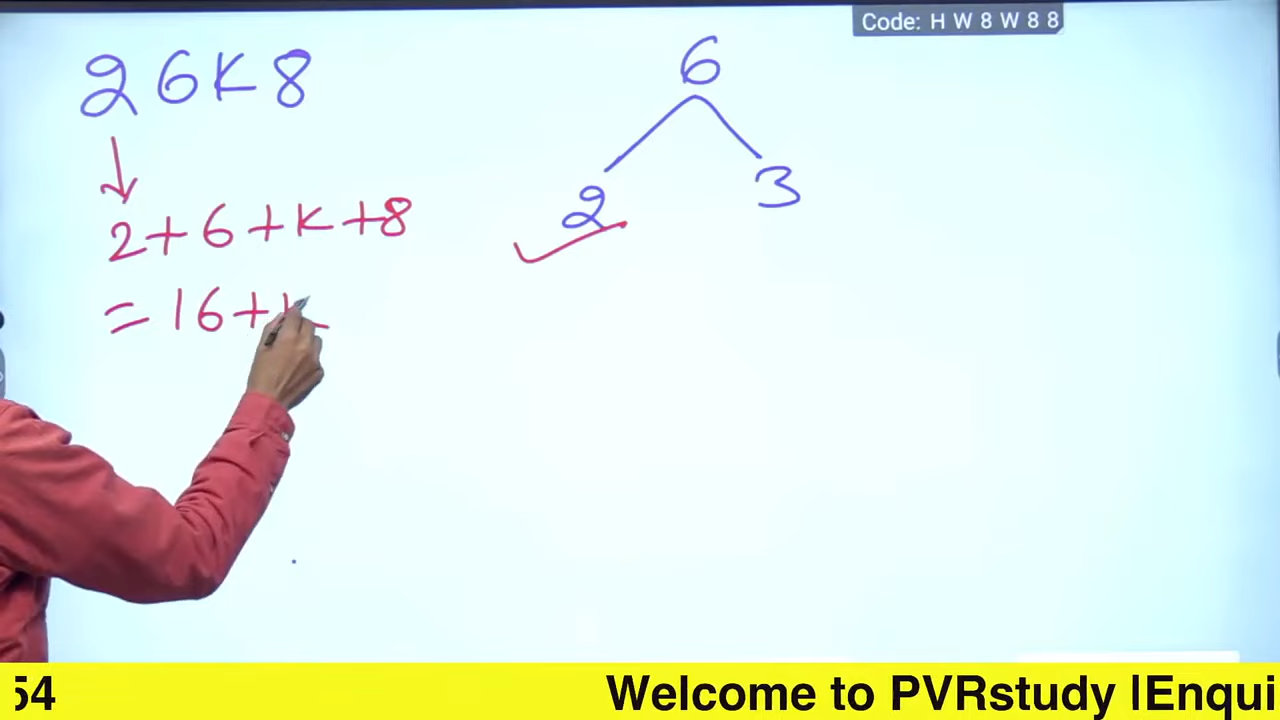 Code: H W 8 W 8 8
26K8
6
2 3
2+6+K+8
=16+K
54 Welcome to PVRstudy |Enqui